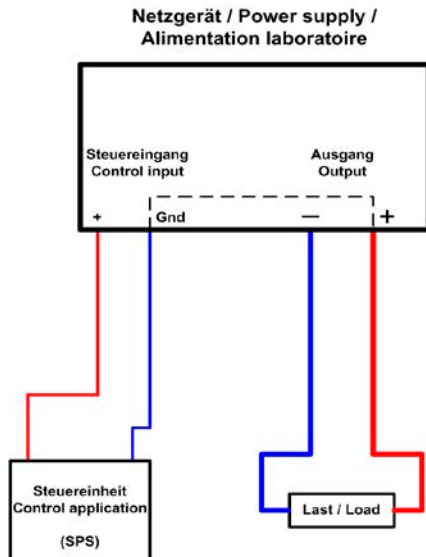 Netzgerät / Power supply /
Alimentation laboratoire
Steuereingang
Control input
Ausgang
Output
+
Gnd
—
+
Steuereinheit
Control application
(SPS)
Last / Load